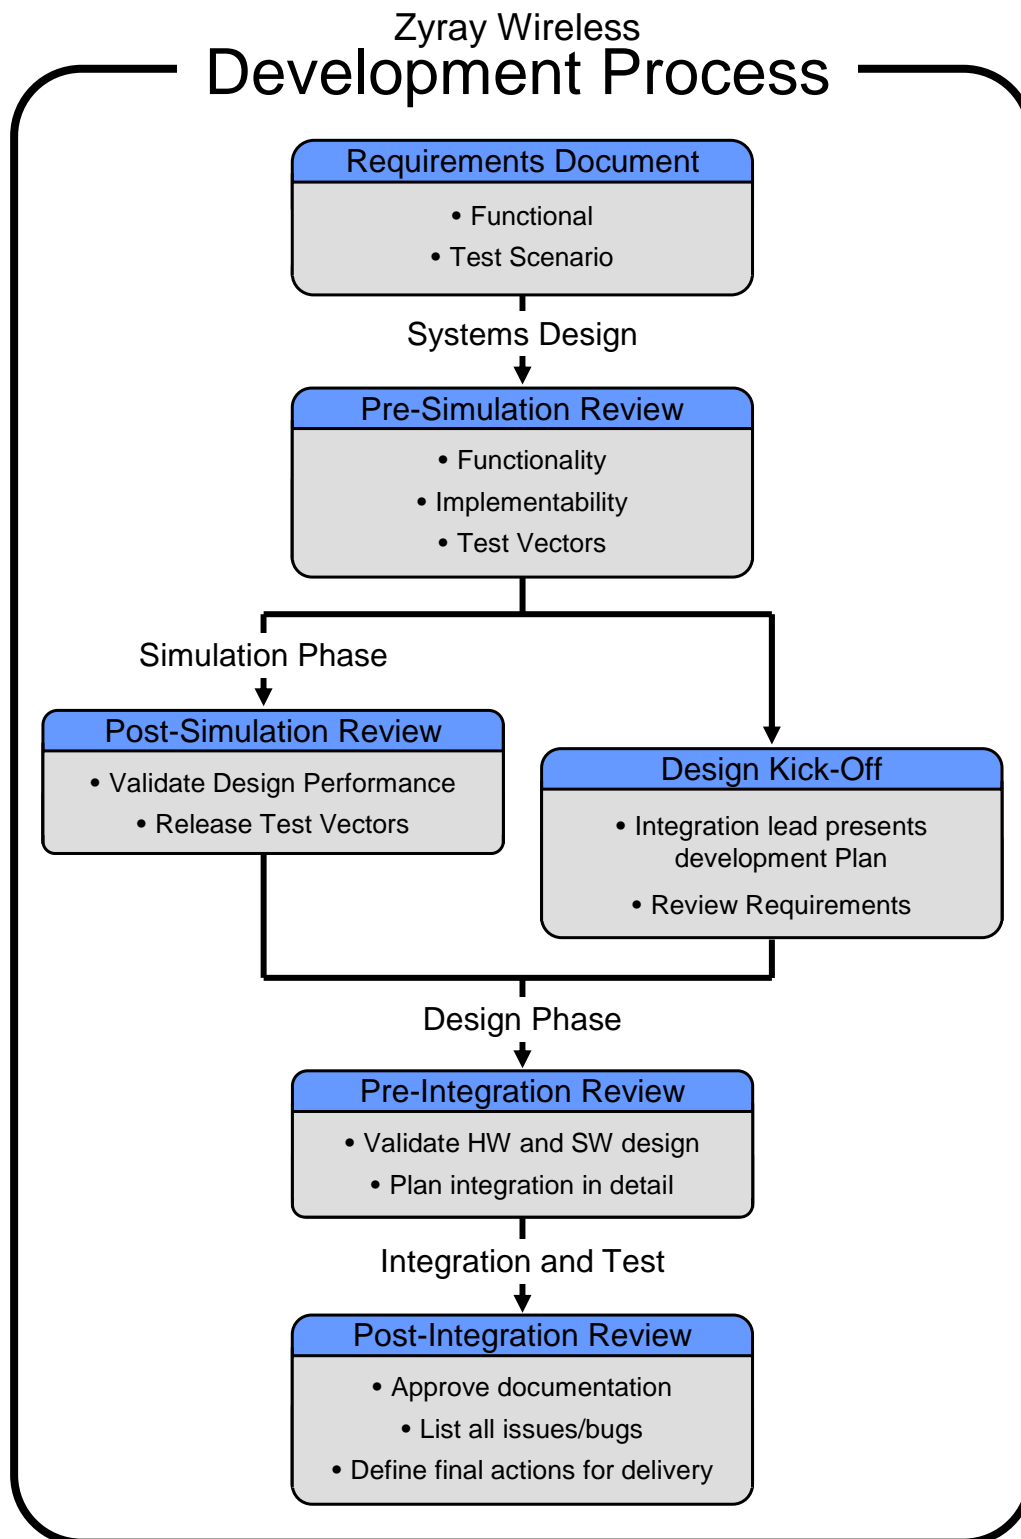 Zyray Wireless
Development Process
Requirements Document
• Functional
• Test Scenario
Systems Design
Pre-Simulation Review
• Functionality
• Implementability
• Test Vectors
Simulation Phase
Post-Simulation Review
• Validate Design Performance
• Release Test Vectors
Design Kick-Off
• Integration lead presents
development Plan
• Review Requirements
Design Phase
Pre-Integration Review
• Validate HW and SW design
• Plan integration in detail
Integration and Test
Post-Integration Review
• Approve documentation
• List all issues/bugs
• Define final actions for delivery